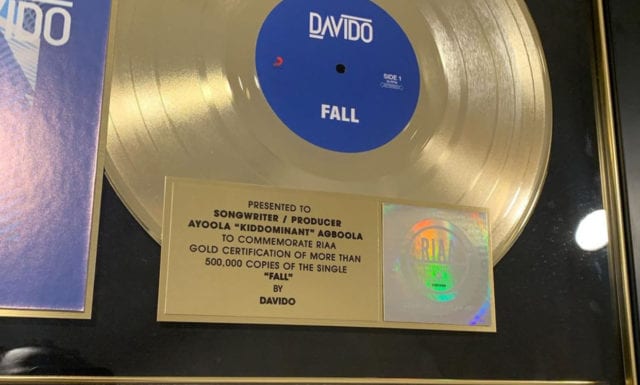 IDO
DAVIDO
SIDE 1
FALL
PRESENTED TO
SONGWRITER / PRODUCER
AYOOLA "KIDDOMINANT" AGBOOLA
TO COMMEMORATE RIAA
GOLD CERTIFICATION OF MORE THAN
500,000 COPIES OF THE SINGLE
"FALL"
BY
DAVIDO
RIAA